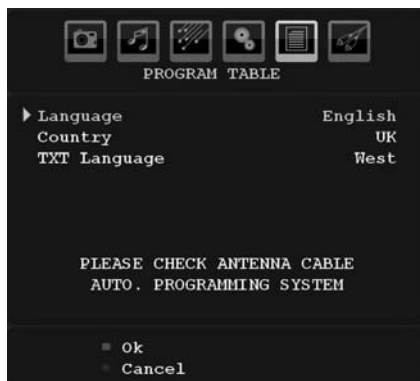 PROGRAM TABLE
Language English
Country UK
TXT Language West
PLEASE CHECK ANTENNA CABLE
AUTO. PROGRAMMING SYSTEM
Ok
Cancel